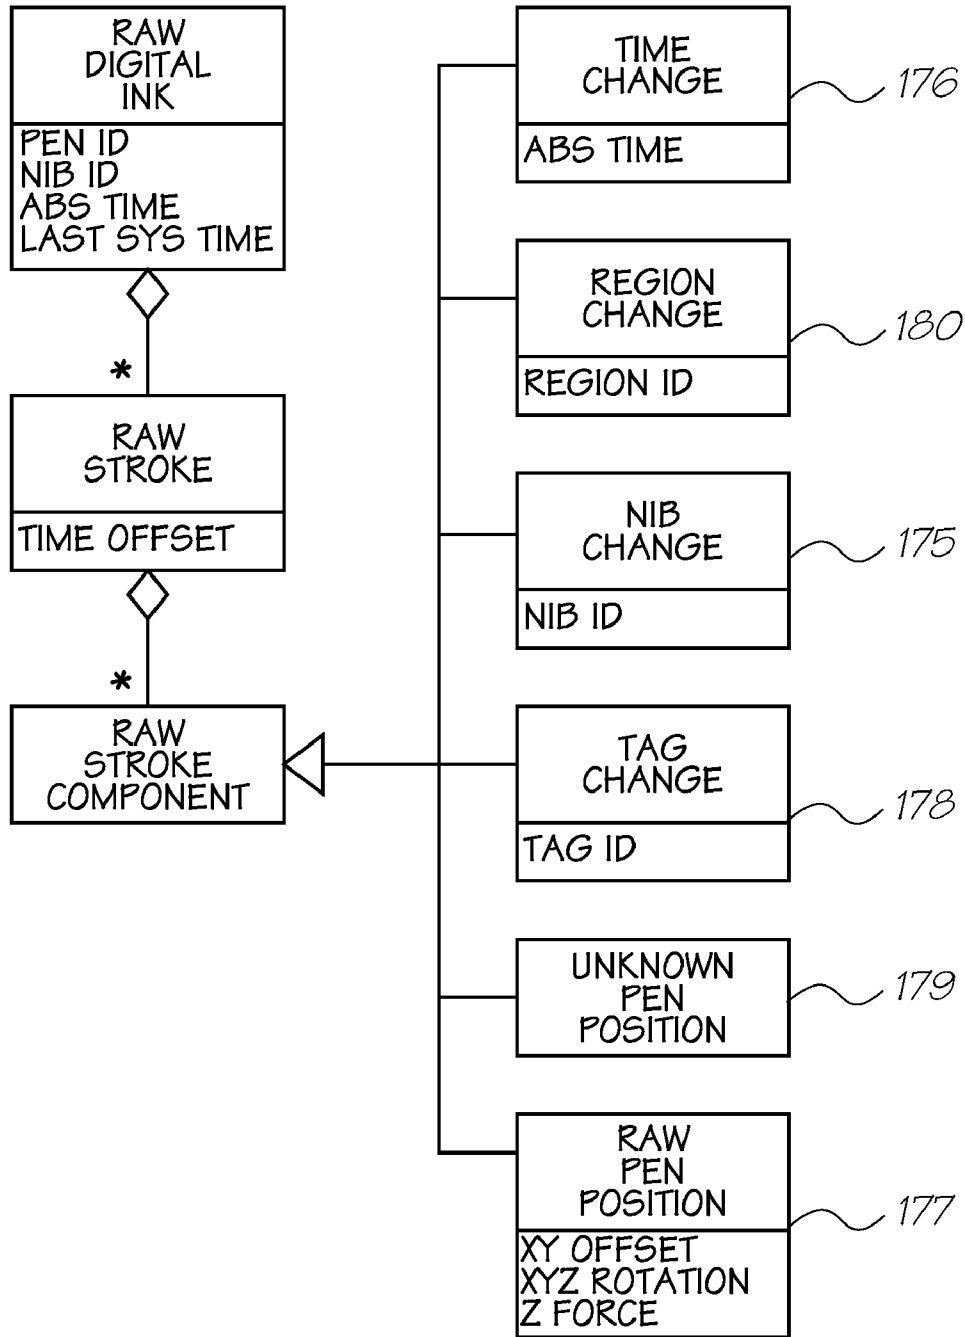 RAW
DIGITAL
INK
PEN ID
NIB ID
ABS TIME
LAST SYS TIME
*
RAW
STROKE
TIME OFFSET
*
RAW
STROKE
COMPONENT
TIME
CHANGE
ABS TIME
176
REGION
CHANGE
REGION ID
180
NIB
CHANGE
NIB ID
175
TAG
CHANGE
TAG ID
178
UNKNOWN
PEN
POSITION
179
RAW
PEN
POSITION
XY OFFSET
XYZ ROTATION
Z FORCE
177